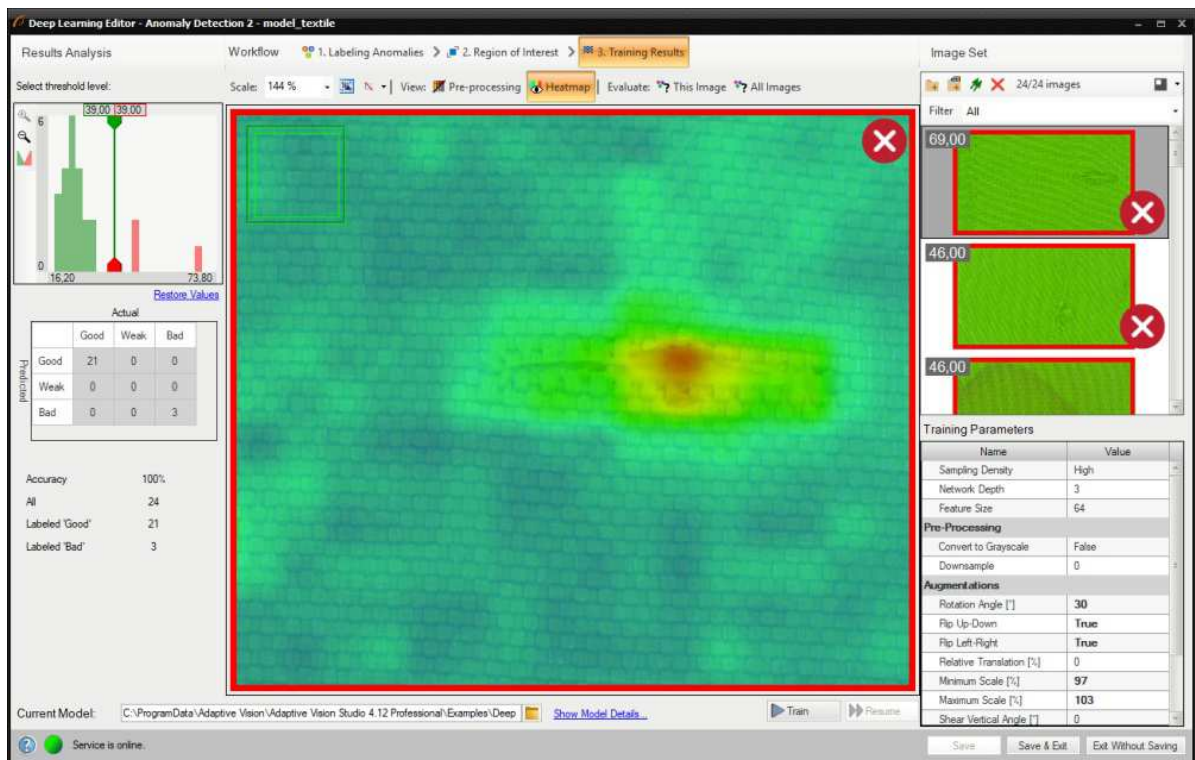 Deep Learning Editor - Anomaly Detection 2 - model_textile
Results Analysis
Workflow 1. Labeling Anomalies 2. Region of Interest 3. Training Results
Image Set
Select threshold level:
Scale: 144 % View: Pre-processing Heatmap Evaluate: This Image All Images
24/24 images
Filter All
39,00 39,00
6
0
16,20 73,80
Restore Values
Actual
Good Weak Bad
Predicted
Good 21 0 0
Weak 0 0 0
Bad 0 0 3
Accuracy 100%
All 24
Labeled 'Good' 21
Labeled 'Bad' 3
69,00
46,00
46,00
Training Parameters
Name Value
Sampling Density High
Network Depth 3
Feature Size 64
Pre-Processing
Convert to Grayscale False
Downsample 0
Augmentations
Rotation Angle [°] 30
Flip Up-Down True
Flip Left-Right True
Relative Translation [%] 0
Minimum Scale [%] 97
Maximum Scale [%] 103
Shear Vertical Angle [°] 0
Current Model: C:\ProgramData\Adaptive Vision\Adaptive Vision Studio 4.12 Professional\Examples\Deep Show Model Details... Train Resume
Service is online.
Save Save & Exit Exit Without Saving